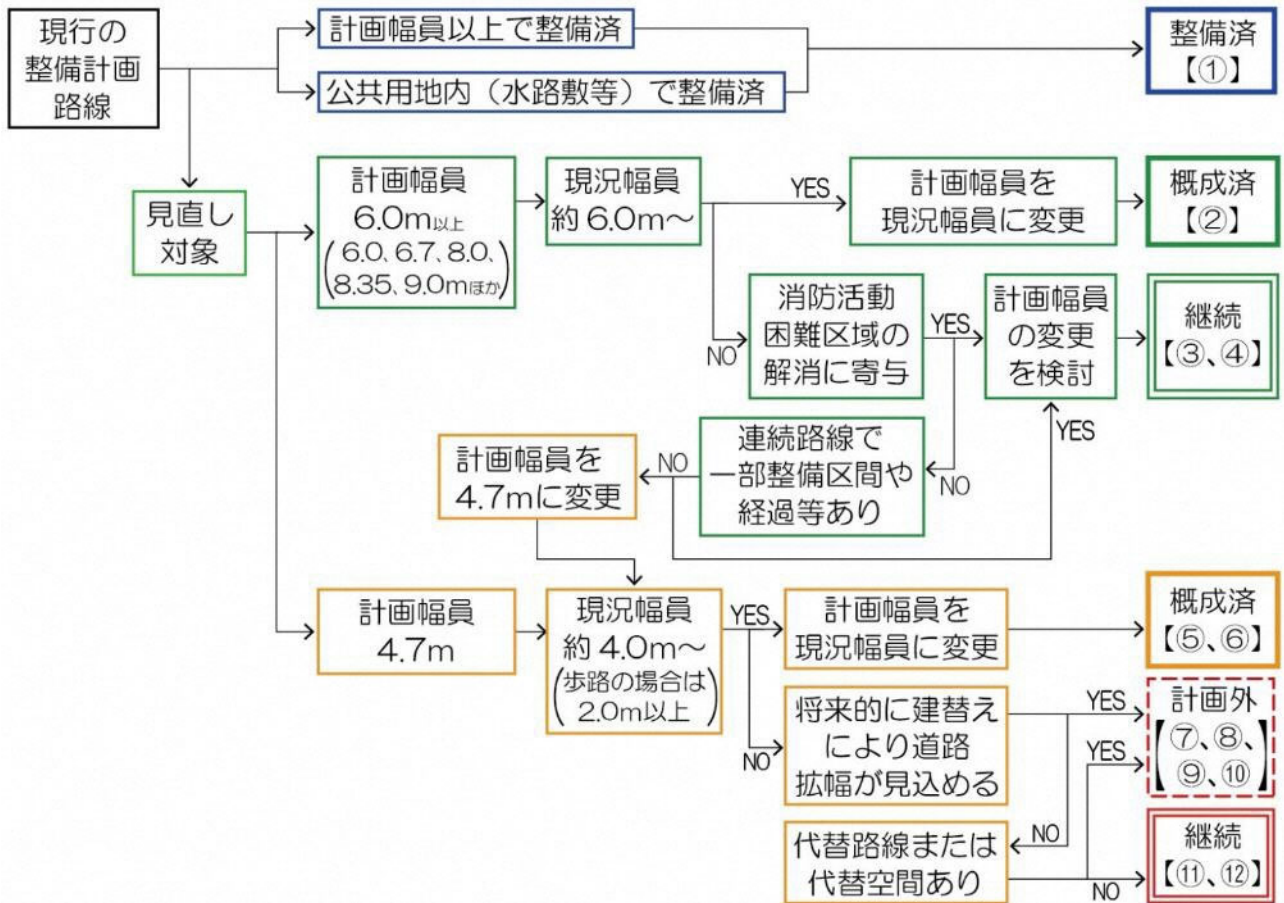 現行の
整備計画
路線
計画幅員以上で整備済
公共用地内（水路敷等）で整備済
整備済
【①】
見直し
対象
計画幅員
6.0m以上
(6.0、6.7、8.0、
8.35、9.0mほか)
現況幅員
約6.0m～
YES
計画幅員を
現況幅員に変更
概成済
【②】
NO
消防活動
困難区域の
解消に寄与
YES
計画幅員
の変更
を検討
継続
【③、④】
NO
連続路線で
一部整備区間や
経過等あり
YES
NO
計画幅員を
4.7mに変更
計画幅員
4.7m
現況幅員
約4.0m～
(歩路の場合は
2.0m以上)
YES
計画幅員を
現況幅員に変更
概成済
【⑤、⑥】
NO
将来的に建替え
により道路
拡幅が見込める
YES
計画外
【⑦、⑧、
⑨、⑩】
NO
代替路線または
代替空間あり
YES
NO
継続
【⑪、⑫】